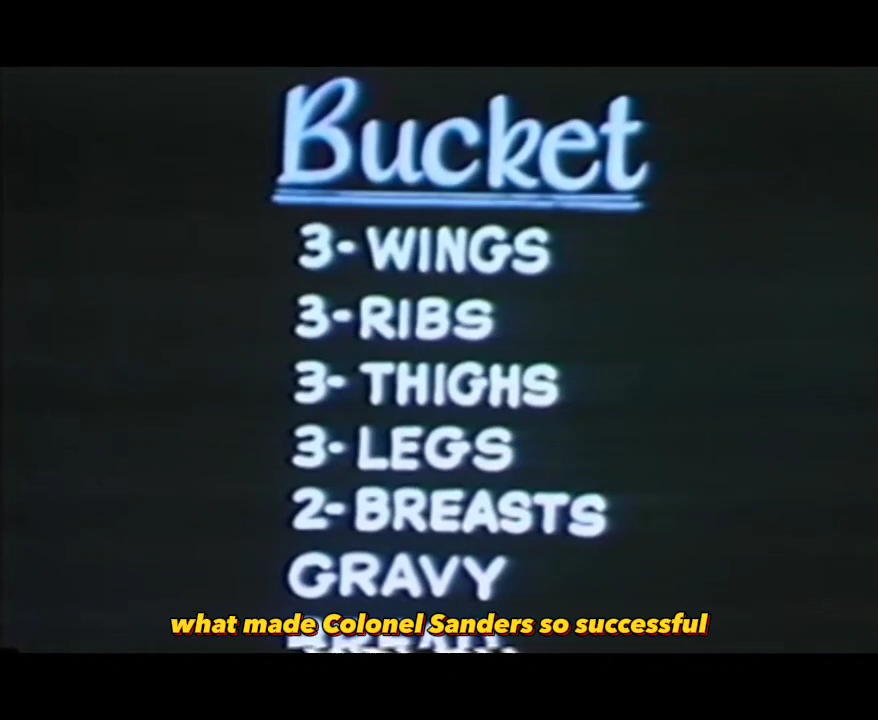 Bucket
3-WINGS
3-RIBS
3-THIGHS
3-LEGS
2-BREASTS
GRAVY
what made Colonel Sanders so successful